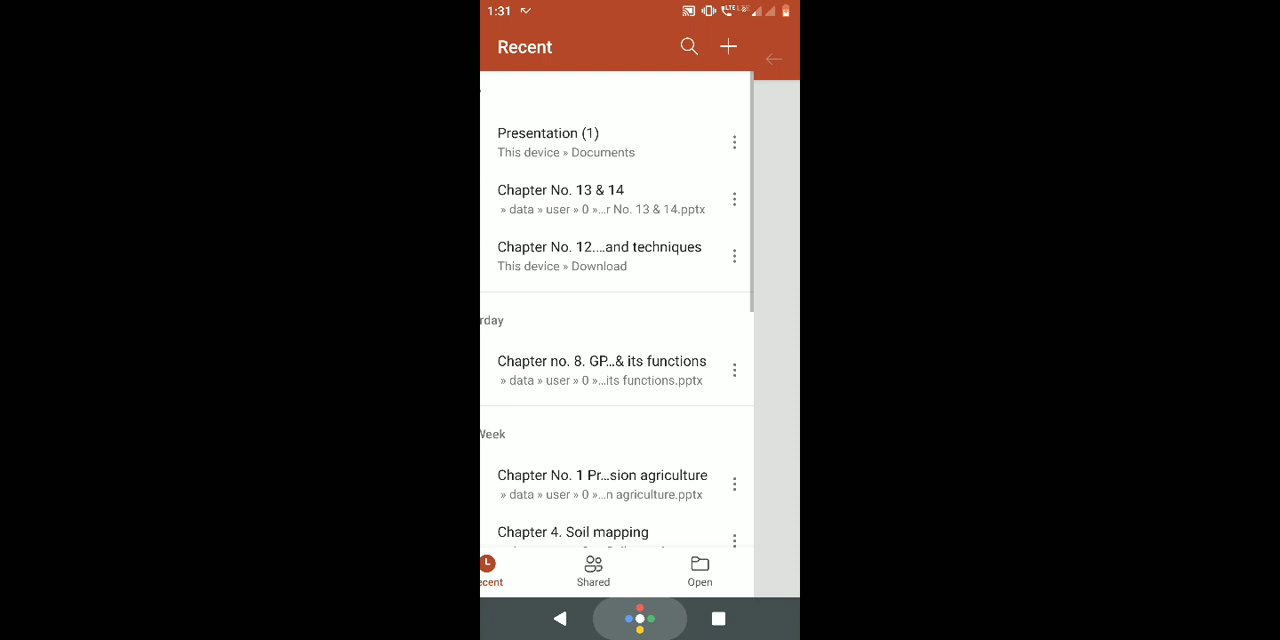 1:31
Recent
Presentation (1)
This device » Documents
Chapter No. 13 & 14
» data » user » 0 »...r No. 13 & 14.pptx
Chapter No. 12....and techniques
This device » Download
rday
Chapter no. 8. GP...& its functions
» data » user » 0 »...its functions.pptx
Week
Chapter No. 1 Pr...sion agriculture
» data » user » 0 »...n agriculture.pptx
Chapter 4. Soil mapping
ecent
Shared
Open